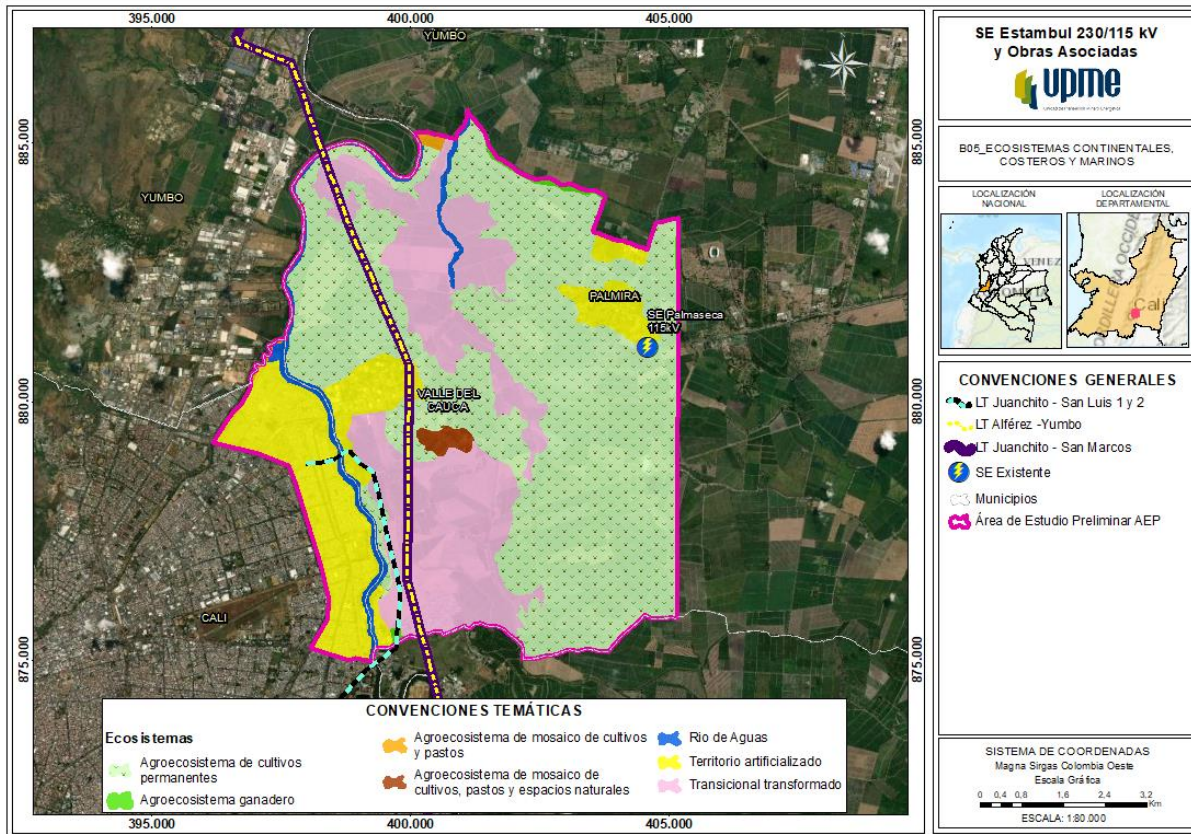 395.000
400.000
405.000
YUMBO
885.000
885.000
YUMBO
PALMIRA
SE Palmaseca
115kV
880.000
880.000
VALLE DEL
CAUCA
CALI
875.000
875.000
CONVENCIONES TEMÁTICAS
Ecosistemas
Agroecosistema de cultivos
permanentes
Agroecosistema ganadero
Agroecosistema de mosaico de cultivos
y pastos
Agroecosistema de mosaico de
cultivos, pastos y espacios naturales
Rio de Aguas
Territorio artificializado
Transicional transformado
395.000
400.000
405.000
SE Estambul 230/115 kV
y Obras Asociadas
upme
B05_ECOSISTEMAS CONTINENTALES,
COSTEROS Y MARINOS
LOCALIZACIÓN
NACIONAL
LOCALIZACIÓN
DEPARTAMENTAL
VENEZ
Cali
CONVENCIONES GENERALES
LT Juanchito - San Luis 1 y 2
LT Alférez -Yumbo
LT Juanchito - San Marcos
SE Existente
Municipios
Área de Estudio Preliminar AEP
SISTEMA DE COORDENADAS
Magna Sirgas Colombia Oeste
Escala Gráfica
0 0,4 0,8 1,6 2,4 3,2
Km
ESCALA: 1:80.000